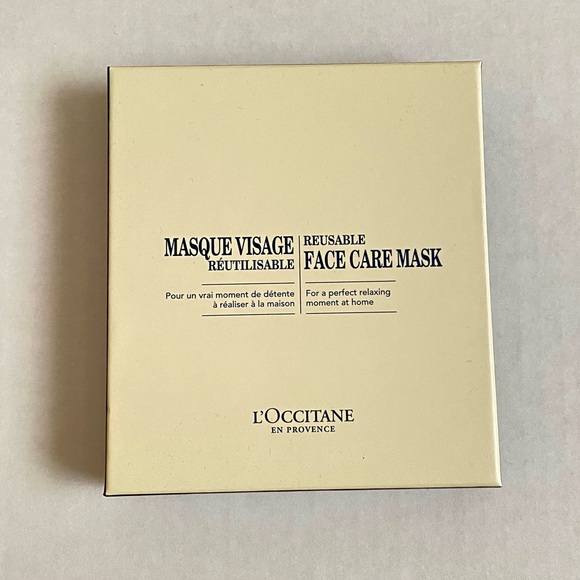 MASQUE VISAGE
RÉUTILISABLE
Pour un vrai moment de détente
à réaliser à la maison
REUSABLE
FACE CARE MASK
For a perfect relaxing
moment at home
L'OCCITANE
EN PROVENCE